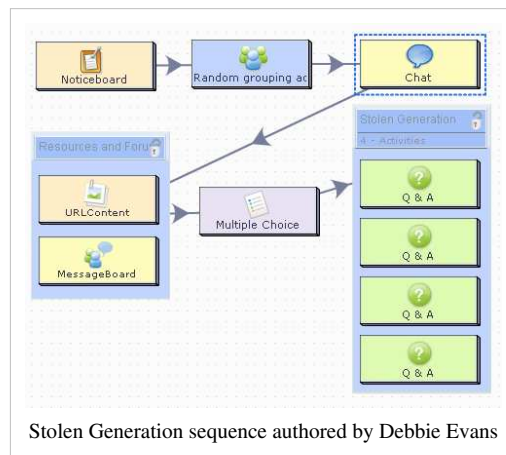 Noticeboard
Random grouping ac
Chat
Resources and Foru
URLContent
MessageBoard
Multiple Choice
Stolen Generation
4 - Activities
Q & A
Q & A
Q & A
Q & A
Stolen Generation sequence authored by Debbie Evans